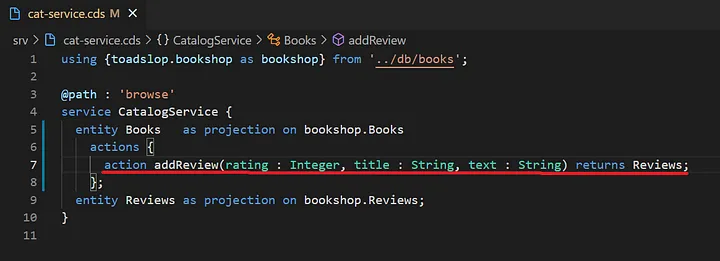 cat-service.cds M ×
srv > cat-service.cds > {} CatalogService > Books > addReview
1 using {toadslop.bookshop as bookshop} from '../db/books';
2
3 @path : 'browse'
4 service CatalogService {
5 entity Books   as projection on bookshop.Books
6 actions {
7 action addReview(rating : Integer, title : String, text : String) returns Reviews;
8 };
9 entity Reviews as projection on bookshop.Reviews;
10 }
11